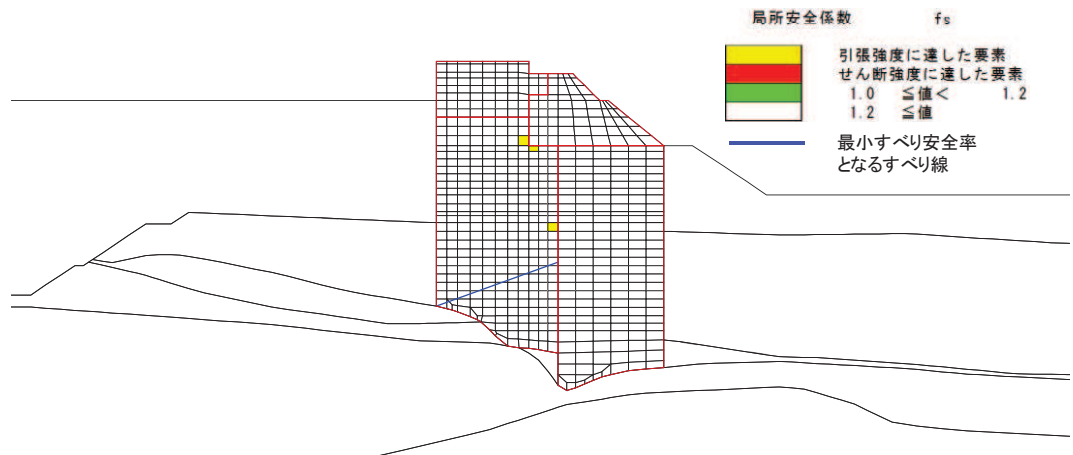 局所安全係数 fs
引張強度に達した要素
せん断強度に達した要素
1.0 ≦値< 1.2
1.2 ≦値
最小すべり安全率
となるすべり線